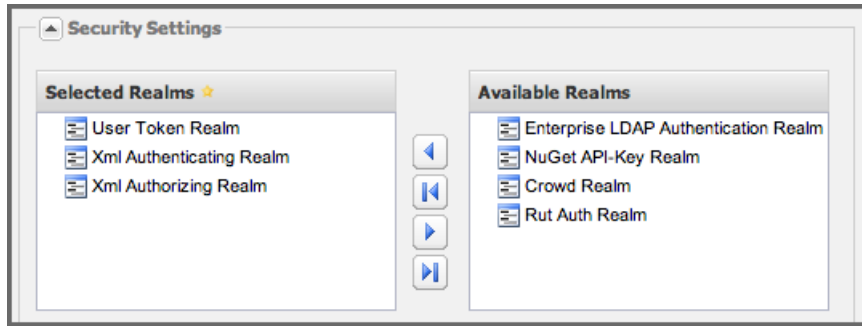 Security Settings
Selected Realms
User Token Realm
Xml Authenticating Realm
Xml Authorizing Realm
Available Realms
Enterprise LDAP Authentication Realm
NuGet API-Key Realm
Crowd Realm
Rut Auth Realm